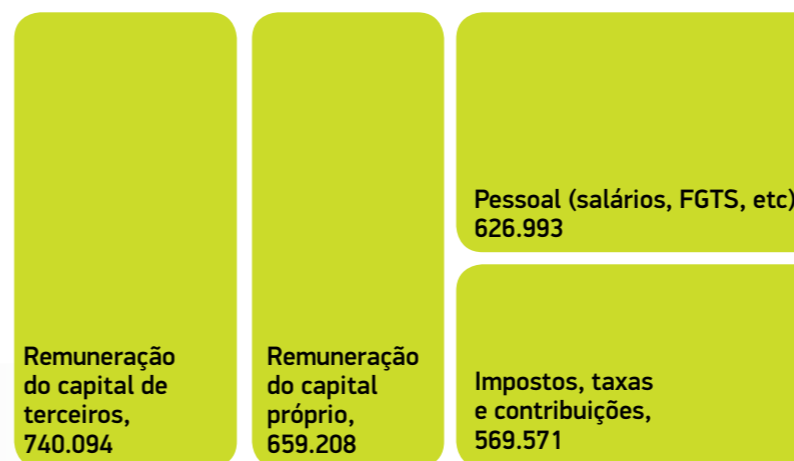 Remuneração
do capital de
terceiros,
740.094
Remuneração
do capital
próprio,
659.208
Pessoal (salários, FGTS, etc)
626.993
Impostos, taxas
e contribuições,
569.571